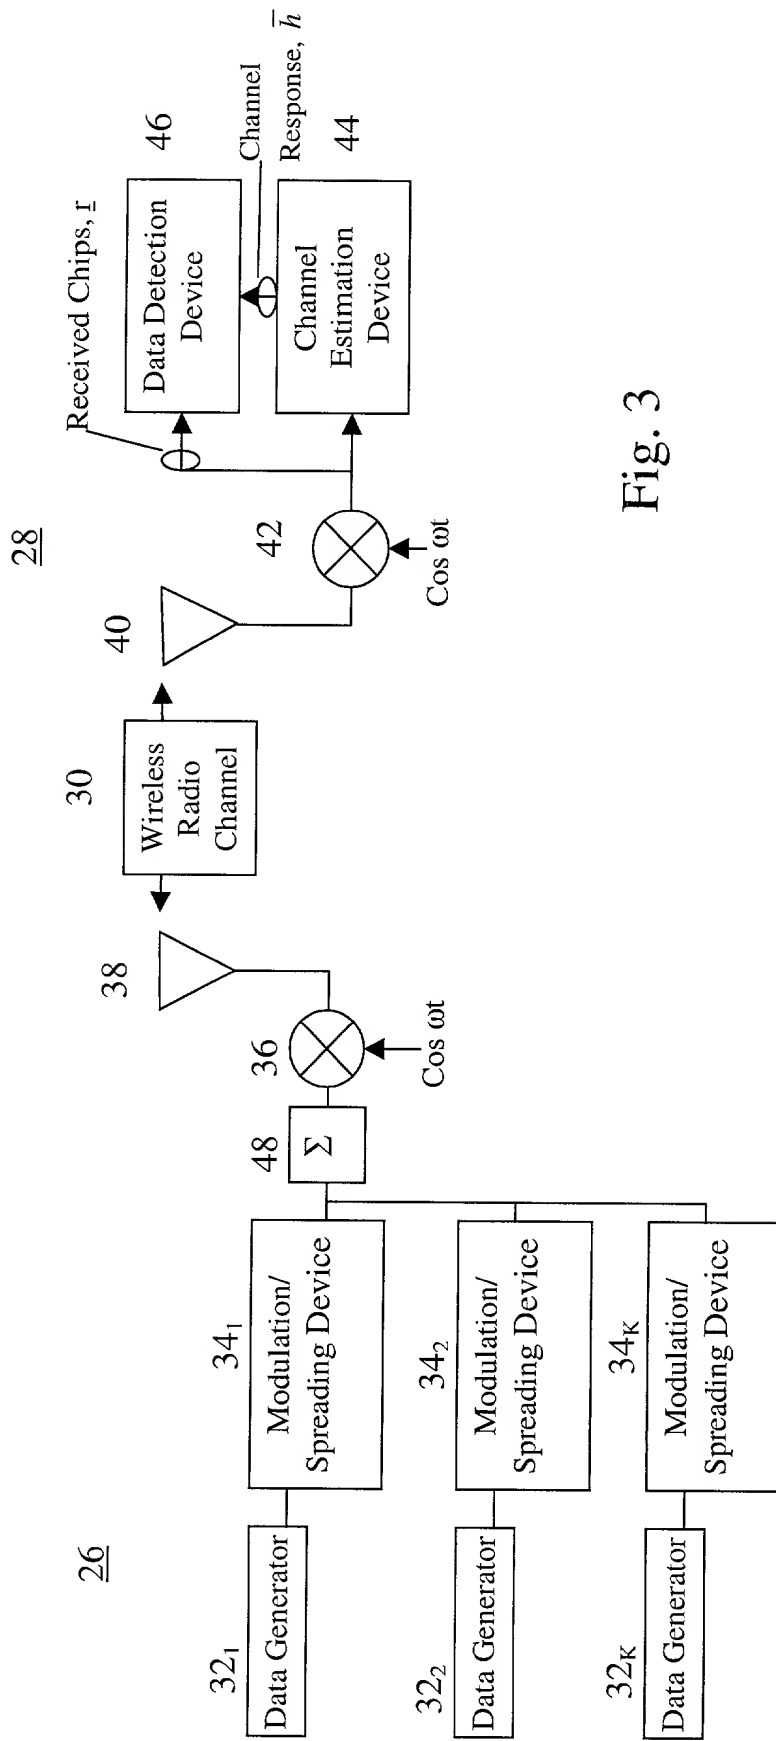 26
32₁
Data Generator
34₁
Modulation/
Spreading Device
32₂
Data Generator
34₂
Modulation/
Spreading Device
32K
Data Generator
34K
Modulation/
Spreading Device
48
Σ
36
Cos ωt
38
30
Wireless
Radio
Channel
28
40
42
Cos ωt
Received Chips, r
46
Data Detection
Device
Channel
Response, h̅
44
Channel
Estimation
Device
Fig. 3